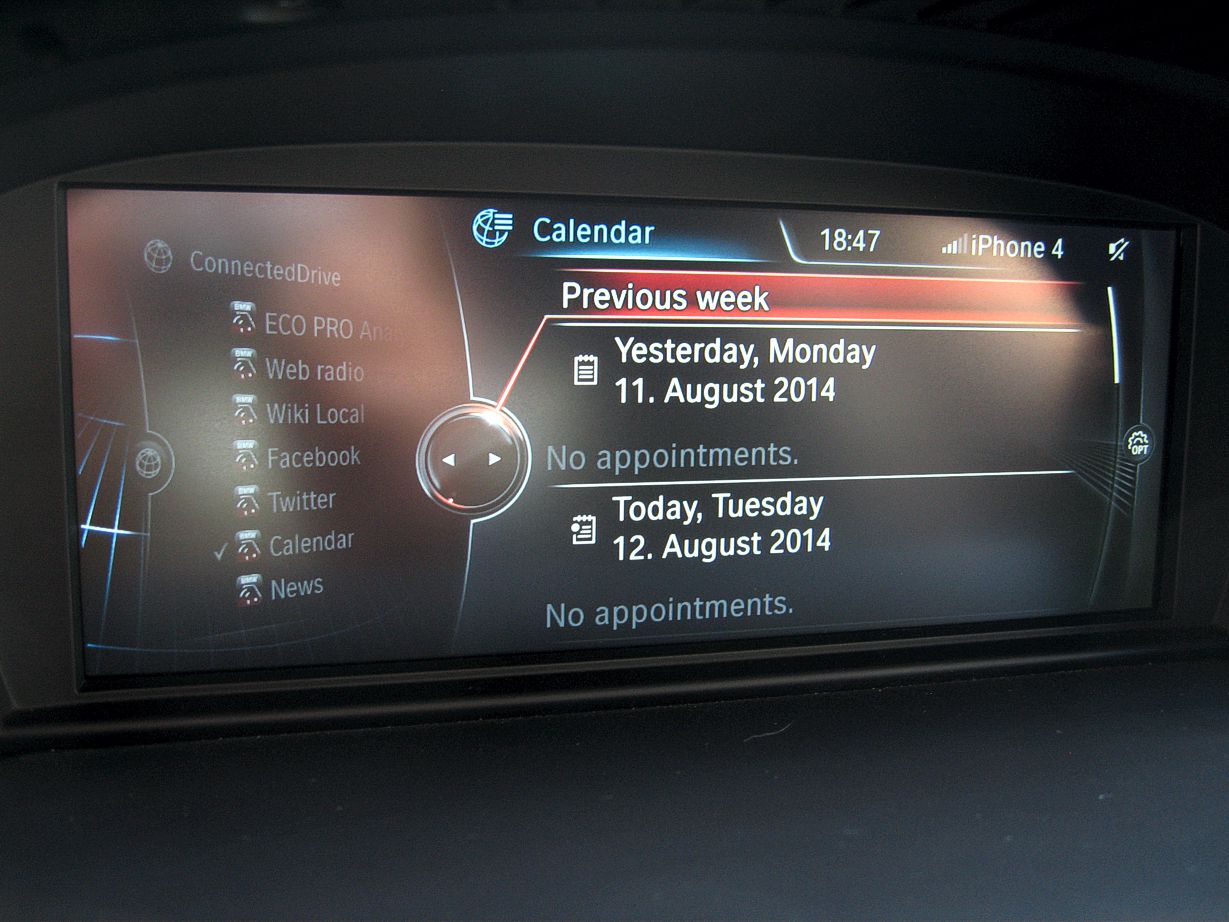 Calendar
18:47
iPhone 4
ConnectedDrive
ECO PRO Ana
Web radio
Wiki Local
Facebook
Twitter
Calendar
News
Previous week
Yesterday, Monday
11. August 2014
No appointments.
Today, Tuesday
12. August 2014
No appointments.
OPT